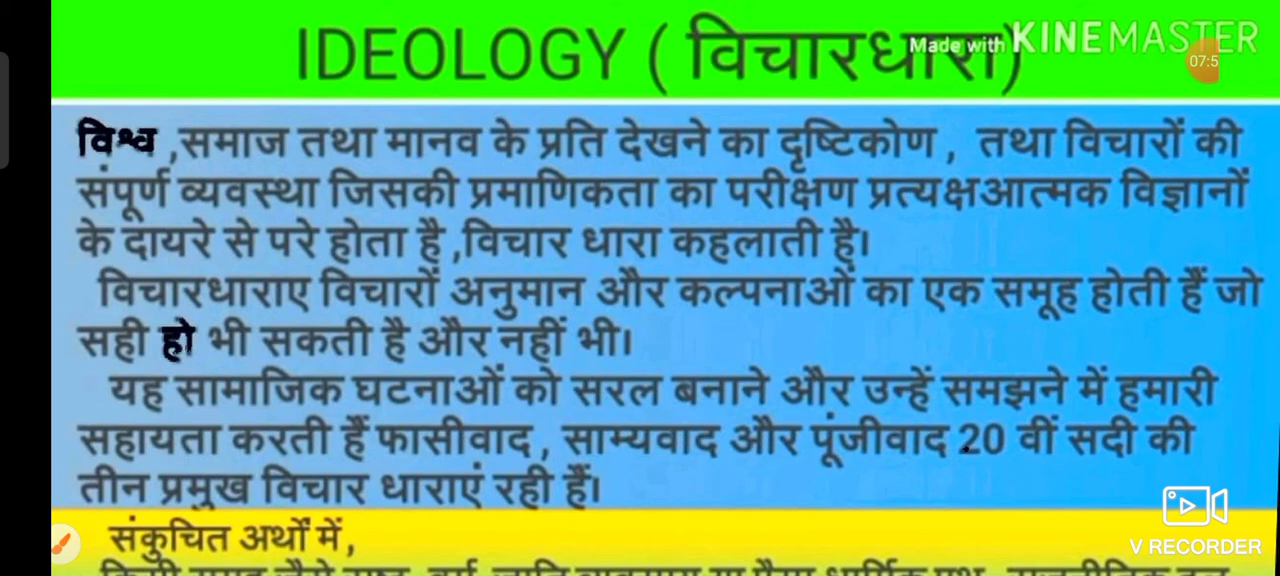 IDEOLOGY ( विचारधारा)
Made with KINEMASTER
07:5
विश्व ,समाज तथा मानव के प्रति देखने का दृष्टिकोण , तथा विचारों की
संपूर्ण व्यवस्था जिसकी प्रमाणिकता का परीक्षण प्रत्यक्षआत्मक विज्ञानों
के दायरे से परे होता है ,विचार धारा कहलाती है।
विचारधाराए विचारों अनुमान और कल्पनाओं का एक समूह होती हैं जो
सही हो भी सकती है और नहीं भी।
यह सामाजिक घटनाओं को सरल बनाने और उन्हें समझने में हमारी
सहायता करती हैं फासीवाद , साम्यवाद और पूंजीवाद 20 वीं सदी की
तीन प्रमुख विचार धाराएं रही हैं।
संकुचित अर्थों में,
V RECORDER